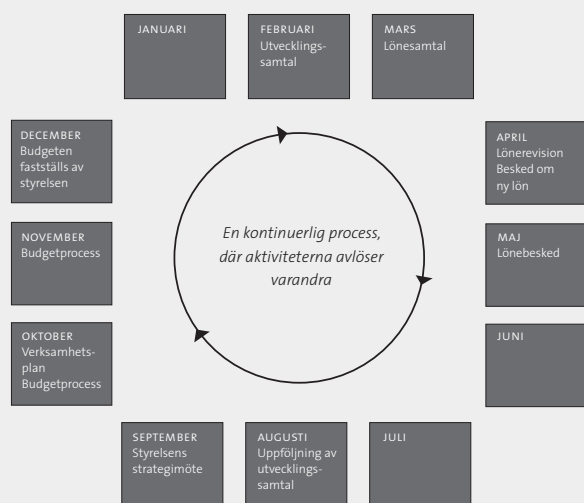 JANUARI
FEBRUARI
Utvecklings-
samtal
MARS
Lönesamtal
APRIL
Lönerevision
Besked om
ny lön
MAJ
Lönebesked
JUNI
JULI
AUGUSTI
Uppföljning av
utvecklings-
samtal
SEPTEMBER
Styrelsens
strategimöte
OKTOBER
Verksamhets-
plan
Budgetprocess
NOVEMBER
Budgetprocess
DECEMBER
Budgeten
fastställs av
styrelsen
En kontinuerlig process,
där aktiviteterna avlöser
varandra